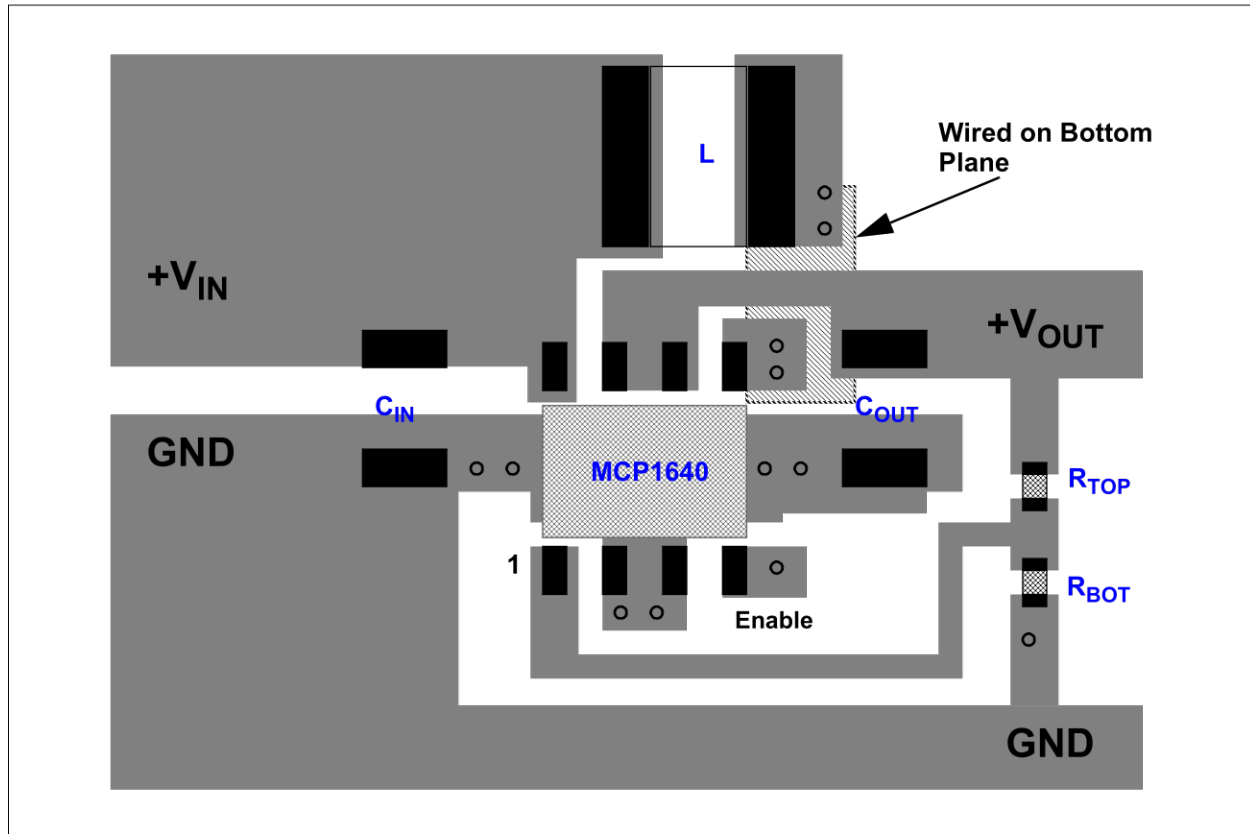 L
Wired on Bottom
Plane
+VIN
+VOUT
CIN
COUT
GND
MCP1640
RTOP
1
RBOT
Enable
GND